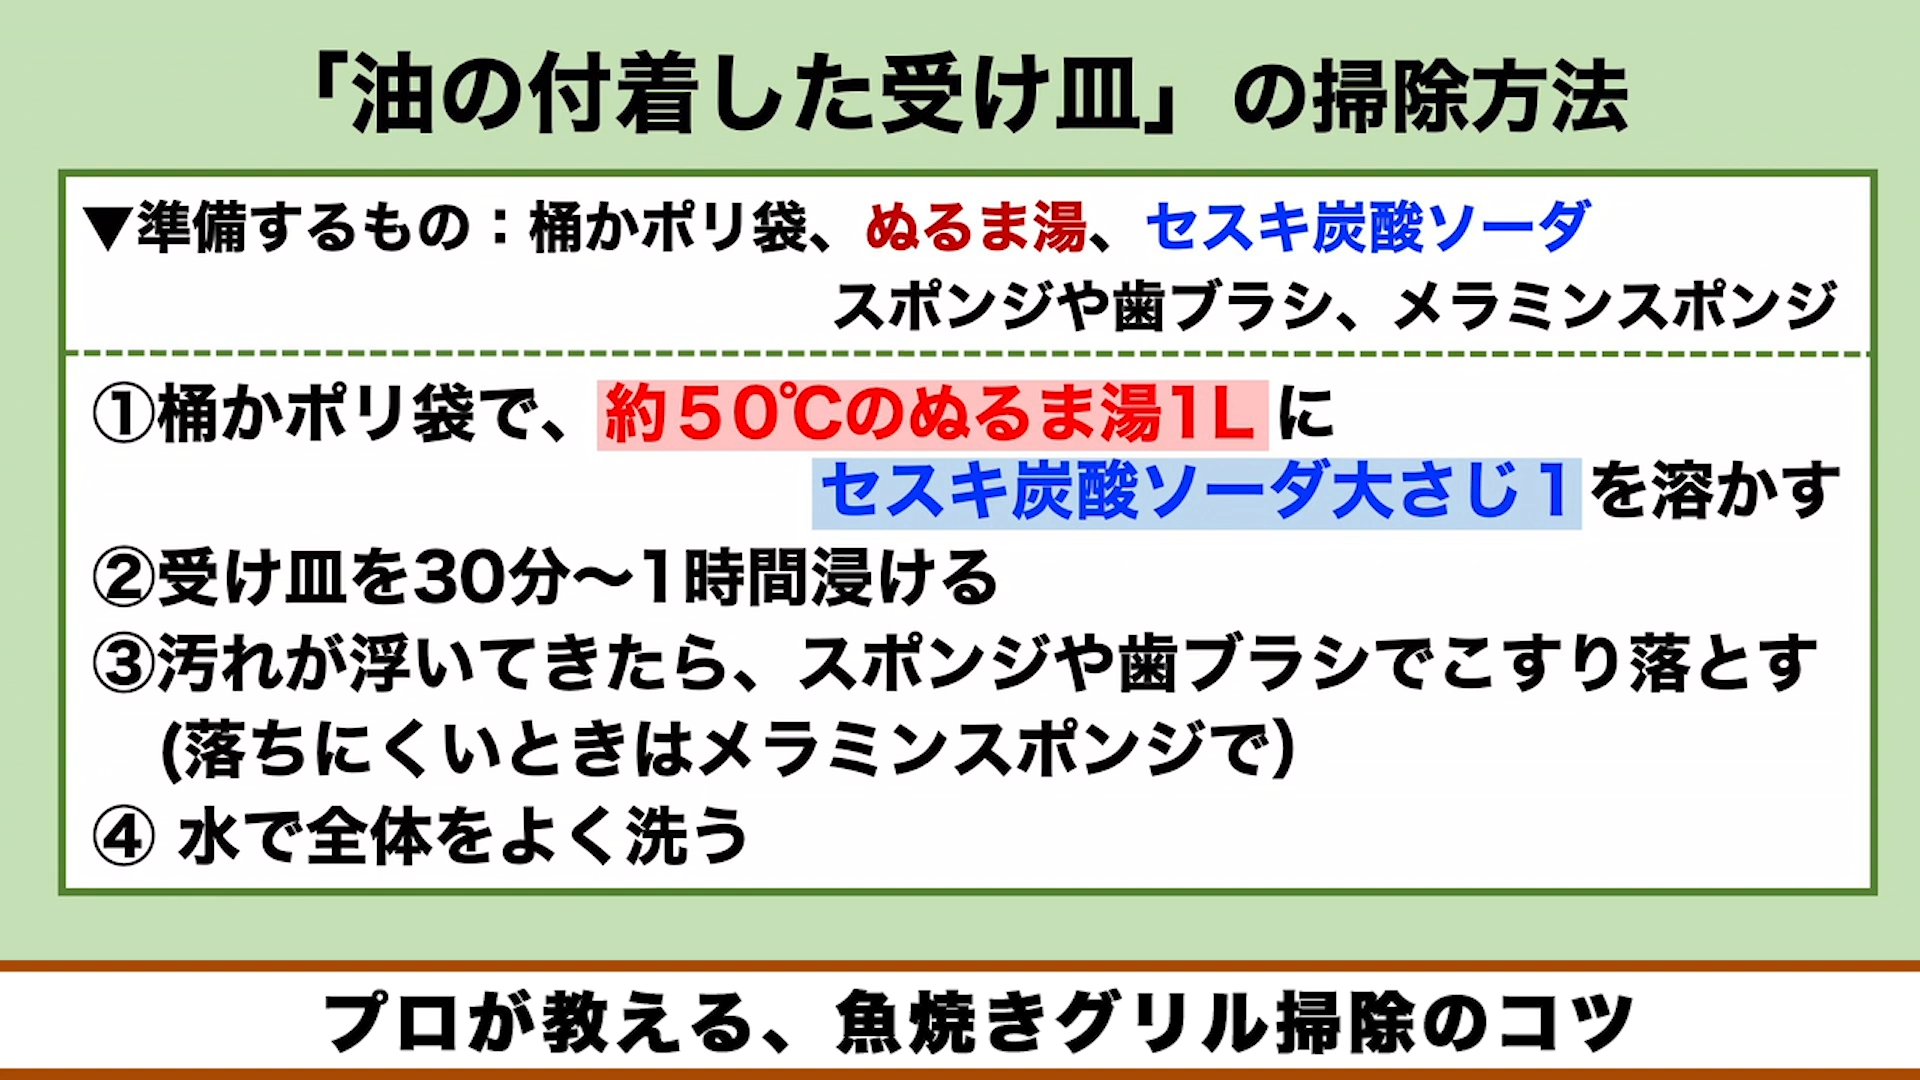 「油の付着した受け皿」の掃除方法
▼準備するもの：桶かポリ袋、ぬるま湯、セスキ炭酸ソーダ
スポンジや歯ブラシ、メラミンスポンジ
①桶かポリ袋で、約５０℃のぬるま湯1Lに
セスキ炭酸ソーダ大さじ１を溶かす
②受け皿を30分〜1時間浸ける
③汚れが浮いてきたら、スポンジや歯ブラシでこすり落とす
(落ちにくいときはメラミンスポンジで)
④ 水で全体をよく洗う
プロが教える、魚焼きグリル掃除のコツ